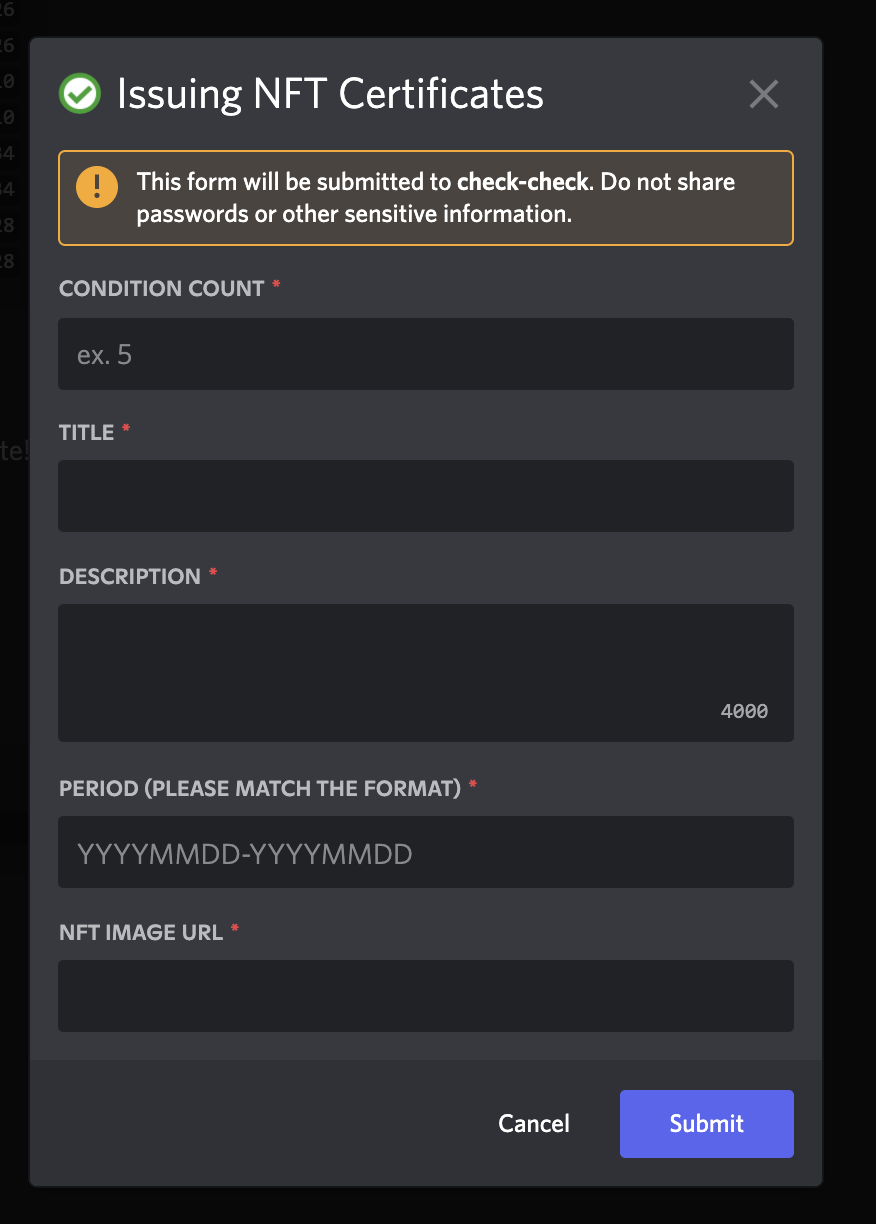 Issuing NFT Certificates
This form will be submitted to check-check. Do not share
passwords or other sensitive information.
CONDITION COUNT *
ex. 5
TITLE *
DESCRIPTION *
4000
PERIOD (PLEASE MATCH THE FORMAT) *
YYYYMMDD-YYYYMMDD
NFT IMAGE URL *
Cancel
Submit